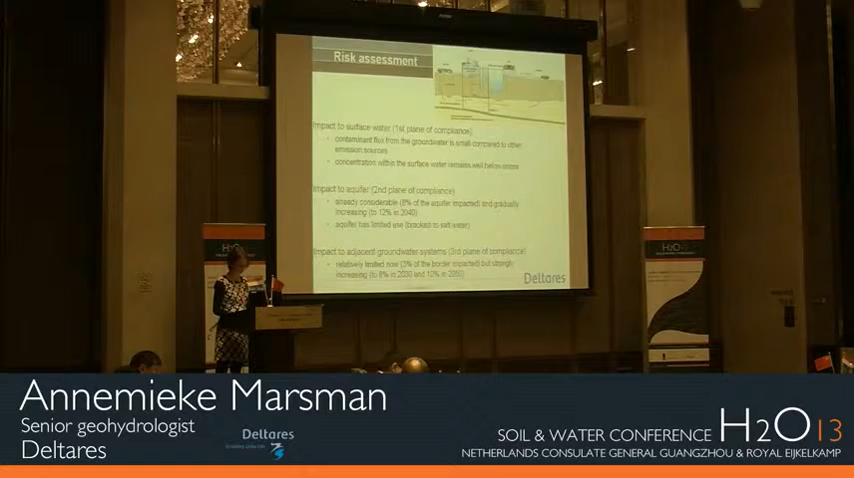 Risk assessment
Impact to surface water (1st plane of compliance)
contaminant flux from the groundwater is small compared to other
emission sources
concentration within the surface water remains well below
Impact to aquifer (2nd plane of compliance)
already considerable (8% of the aquifer impacted) and gradually
increasing (to 12% in 2040)
aquifer has limited use (brackish to salt water)
Impact to adjacent groundwater systems (3rd plane of compliance)
relatively limited now (3% of the border impacted) but strongly
increasing (to 8% in 2030 and 10% in 2050)
Deltares
H2O
H2O13
Annemieke Marsman
Senior geohydrologist
Deltares
Deltares
SOIL & WATER CONFERENCE H2O13
NETHERLANDS CONSULATE GENERAL GUANGZHOU & ROYAL EIJKELKAMP